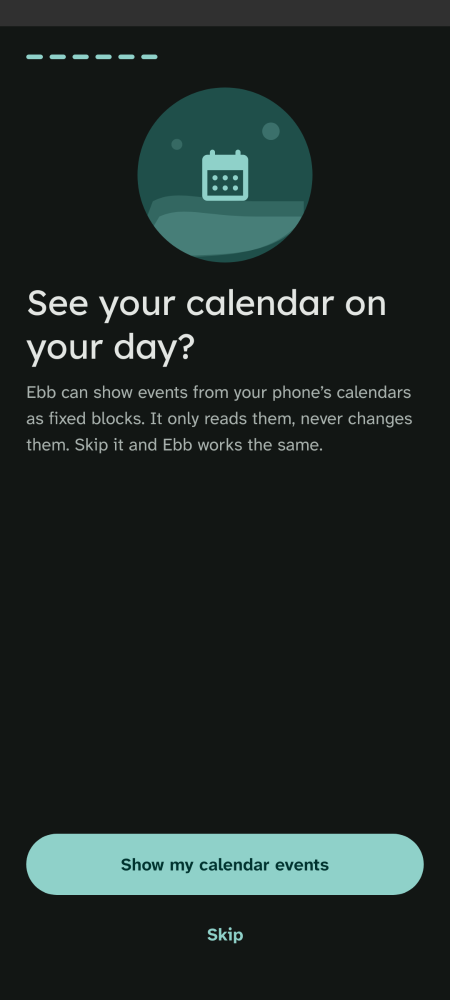 See your calendar on
your day?
Ebb can show events from your phone's calendars
as fixed blocks. It only reads them, never changes
them. Skip it and Ebb works the same.
Show my calendar events
Skip